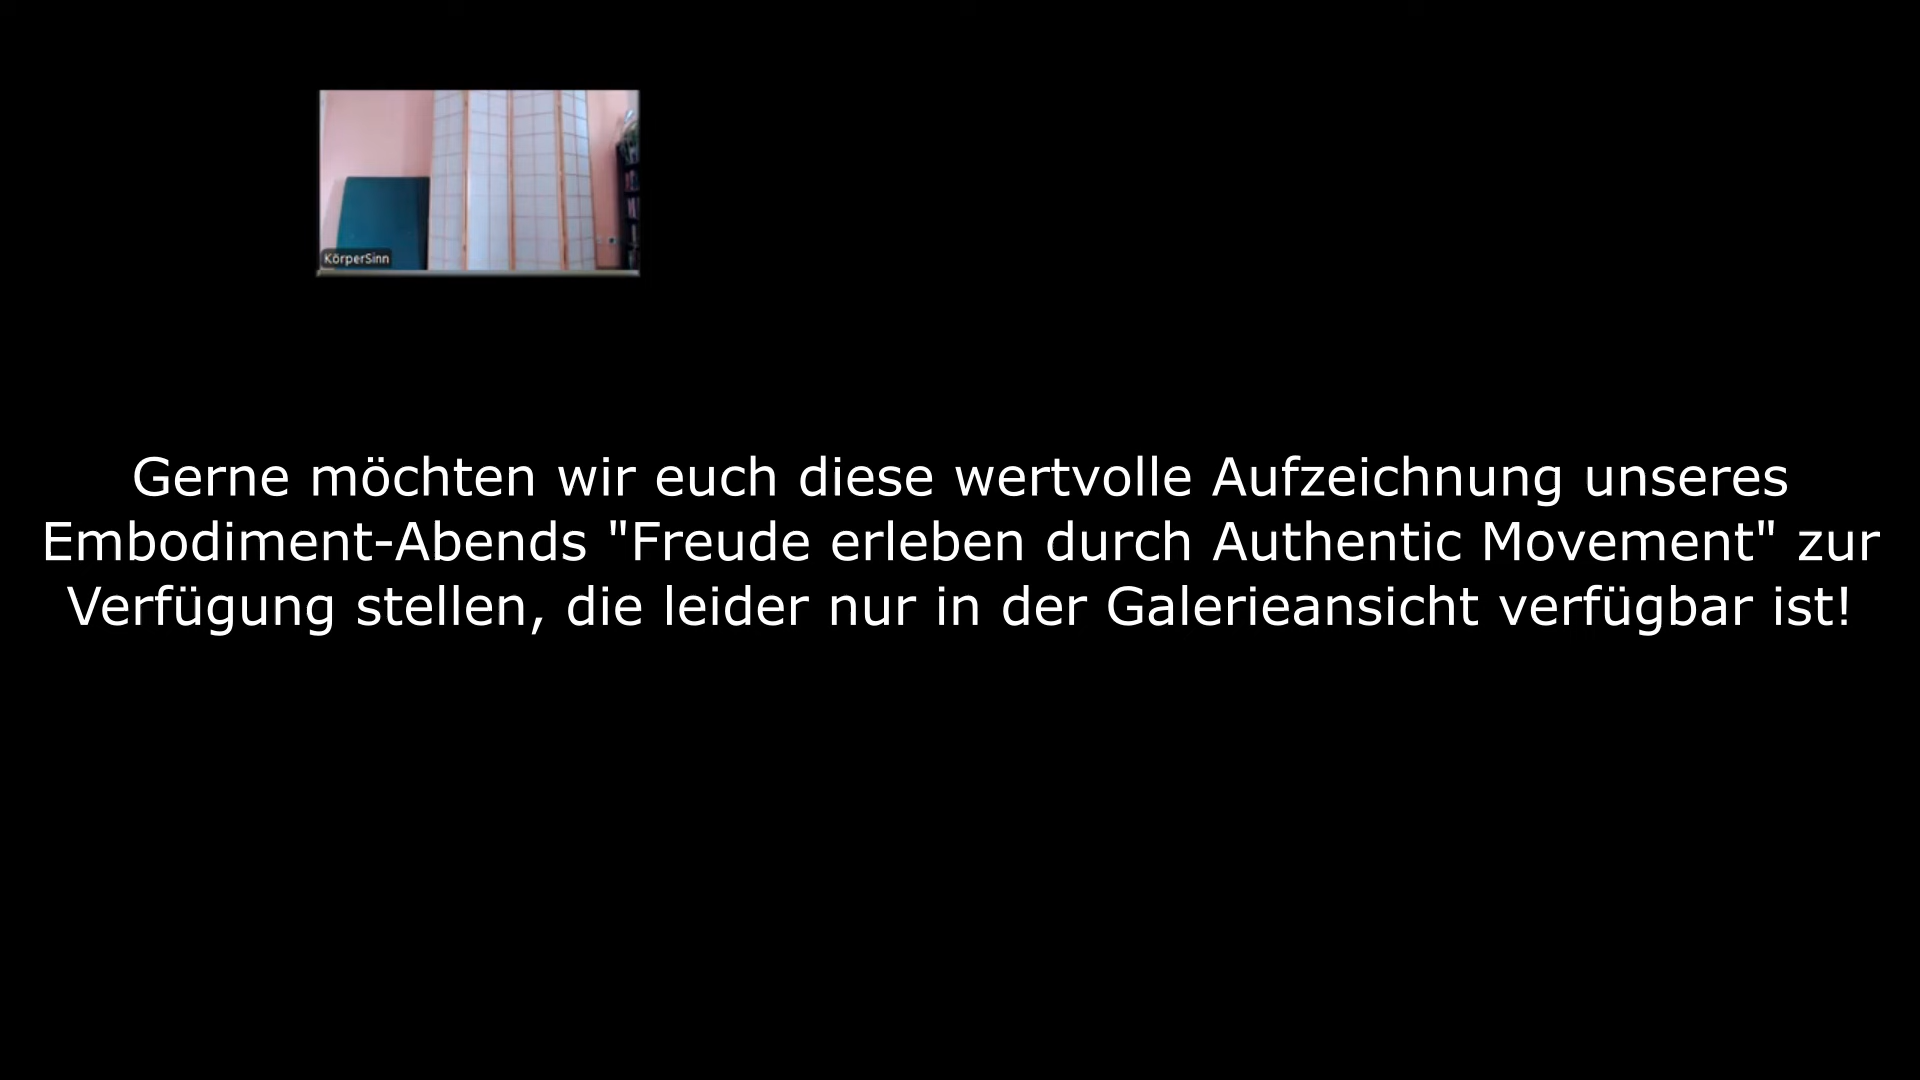 KörperSinn
Gerne möchten wir euch diese wertvolle Aufzeichnung unseres
Embodiment-Abends "Freude erleben durch Authentic Movement" zur
Verfügung stellen, die leider nur in der Galerieansicht verfügbar ist!